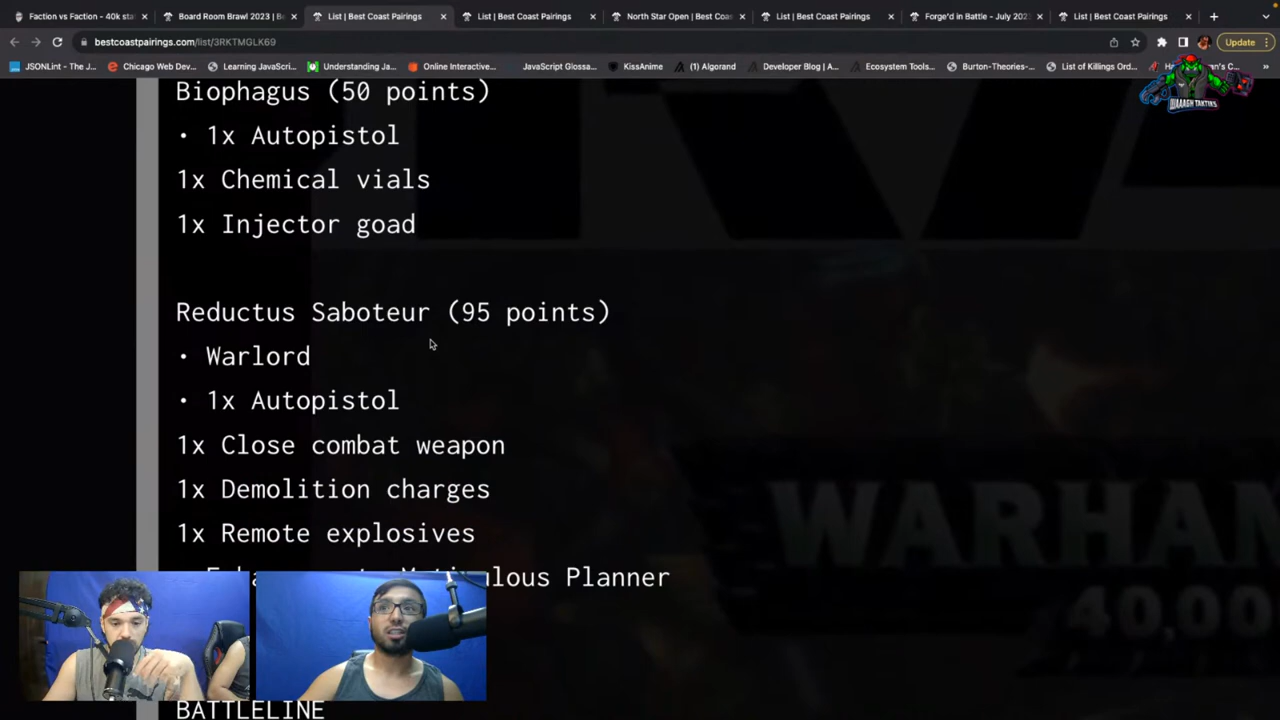 Faction vs Faction - 40k sta
Board Room Brawl 2023 | Be
List | Best Coast Pairings
List | Best Coast Pairings
North Star Open | Best Coa
List | Best Coast Pairings
Forge'd in Battle - July 202
List | Best Coast Pairings
bestcoastpairings.com/list/3RKTMGLK69
Update
JSONLint - The J...
Chicago Web Dev...
Learning JavaScri...
Understanding Ja...
Online Interactive...
JavaScript Glossa...
KissAnime
(1) Algorand
Developer Blog | A...
Ecosystem Tools...
Burton-Theories-...
List of Killings Ord...
WAAAGH TAKTIKS
Biophagus (50 points)
• 1x Autopistol
1x Chemical vials
1x Injector goad
Reductus Saboteur (95 points)
• Warlord
• 1x Autopistol
1x Close combat weapon
1x Demolition charges
1x Remote explosives
ulous Planner
BATTLELINE
WARHAM
40,00